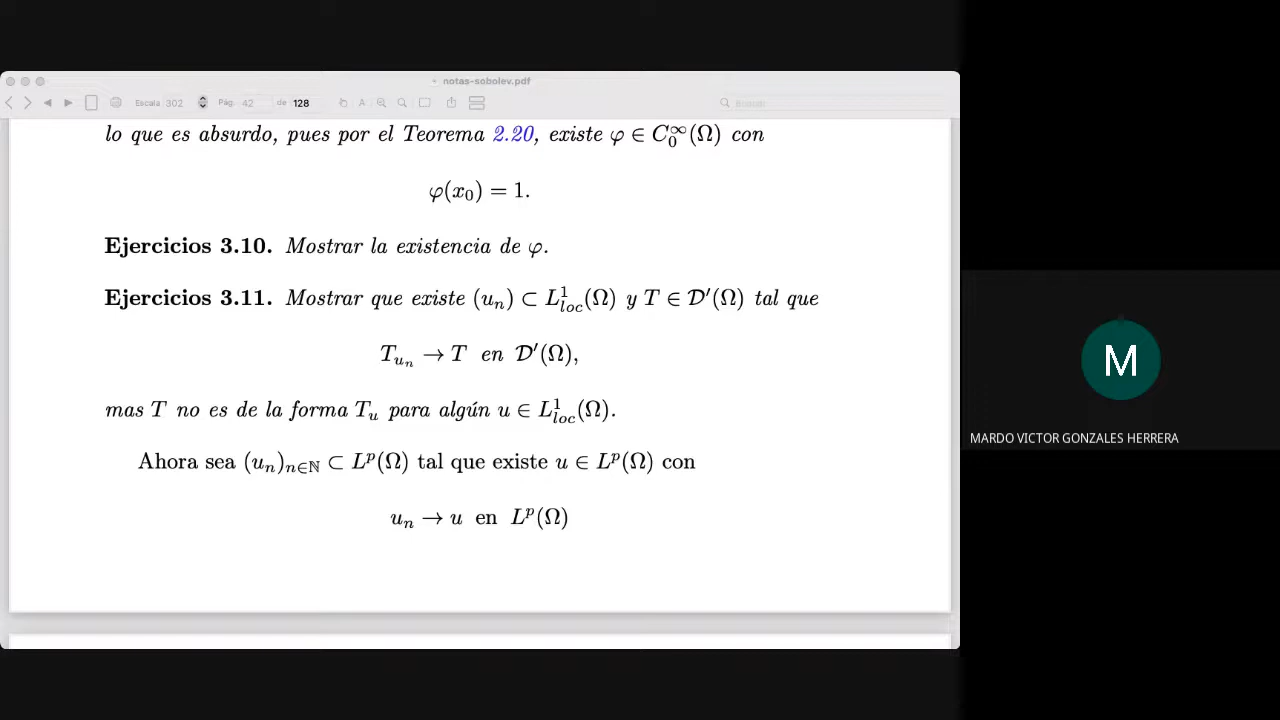 notas-sobolev.pdf
Escala 302 Pág. 42 de 128 Buscar
lo que es absurdo, pues por el Teorema 2.20, existe φ ∈ C₀^∞(Ω) con
φ(x₀) = 1.
Ejercicios 3.10. Mostrar la existencia de φ.
Ejercicios 3.11. Mostrar que existe (uₙ) ⊂ L¹_loc(Ω) y T ∈ 𝒟′(Ω) tal que
T_{uₙ} → T en 𝒟′(Ω),
mas T no es de la forma T_u para algún u ∈ L¹_loc(Ω).
Ahora sea (uₙ)_{n∈ℕ} ⊂ L^p(Ω) tal que existe u ∈ L^p(Ω) con
uₙ → u en L^p(Ω)
M
MARDO VICTOR GONZALES HERRERA